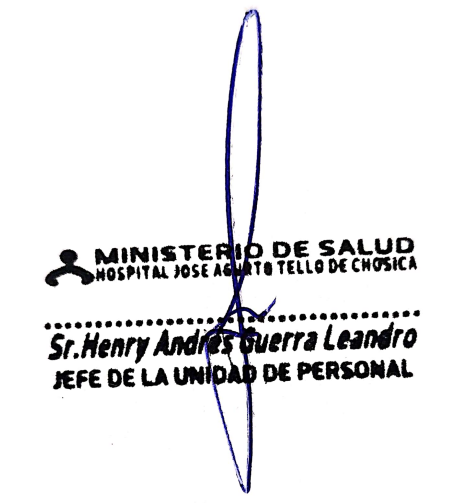 MINISTERIO DE SALUD
HOSPITAL JOSE AGURTO TELLO DE CHOSICA
Sr. Henry Andrés Guerra Leandro
JEFE DE LA UNIDAD DE PERSONAL